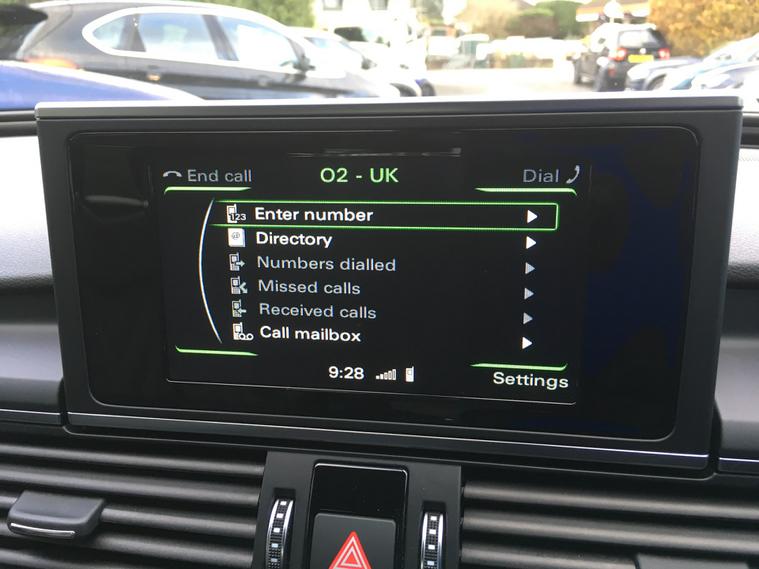 End call O2 - UK Dial
Enter number
Directory
Numbers dialled
Missed calls
Received calls
Call mailbox
9:28
Settings